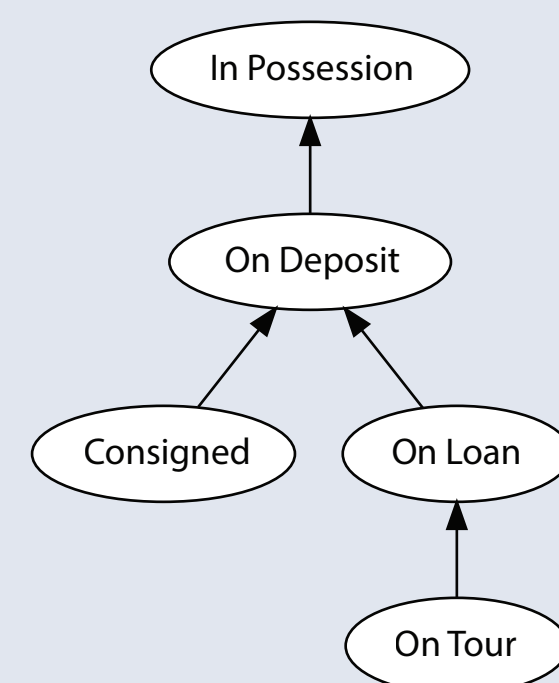 In Possession
On Deposit
Consigned
On Loan
On Tour